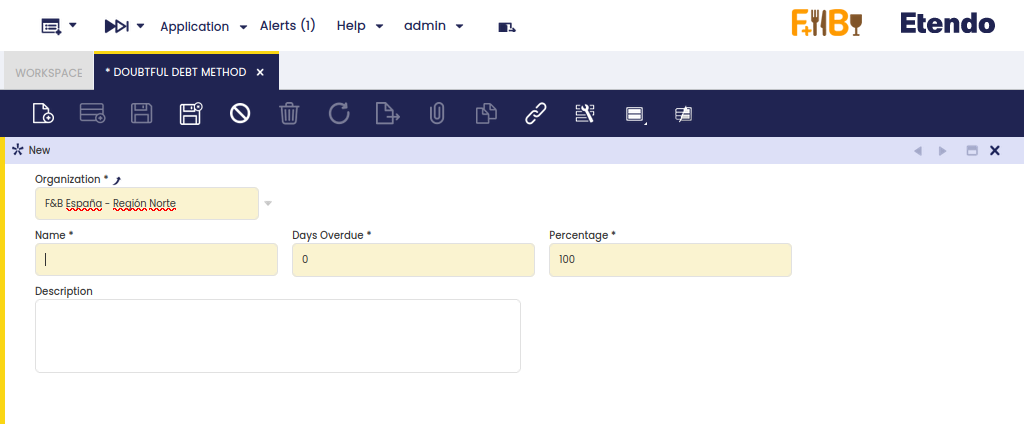 Application Alerts (1) Help admin F+B Etendo
WORKSPACE * DOUBTFUL DEBT METHOD x
New
Organization *
F&B España - Región Norte
Name * Days Overdue * Percentage *
0 100
Description